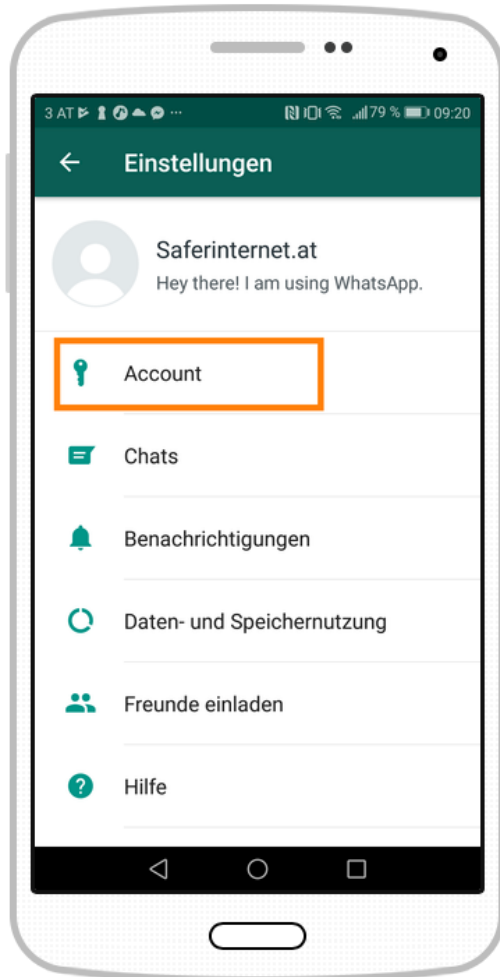 3 AT ... 79 % 09:20
Einstellungen
Saferinternet.at
Hey there! I am using WhatsApp.
Account
Chats
Benachrichtigungen
Daten- und Speichernutzung
Freunde einladen
Hilfe